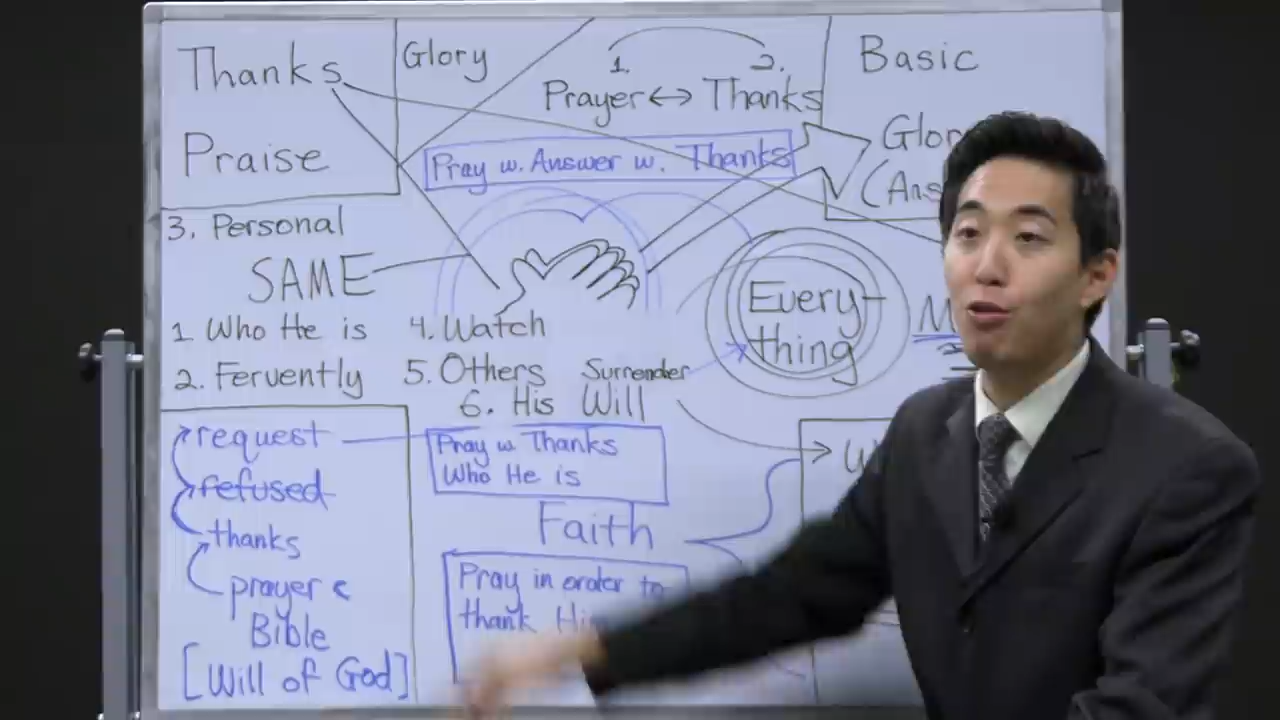 Thanks
Praise
Glory
1. 2.
Prayer ↔ Thanks
Pray w. Answer w. Thanks
Basic
3. Personal
SAME
1 Who He is
2. Fervently
4. Watch
5. Others Surrender
6. His Will
Every-
thing
request
refused
thanks
prayer c
Bible
[Will of God]
Pray w Thanks
Who He is
Faith
Pray in order to
thank